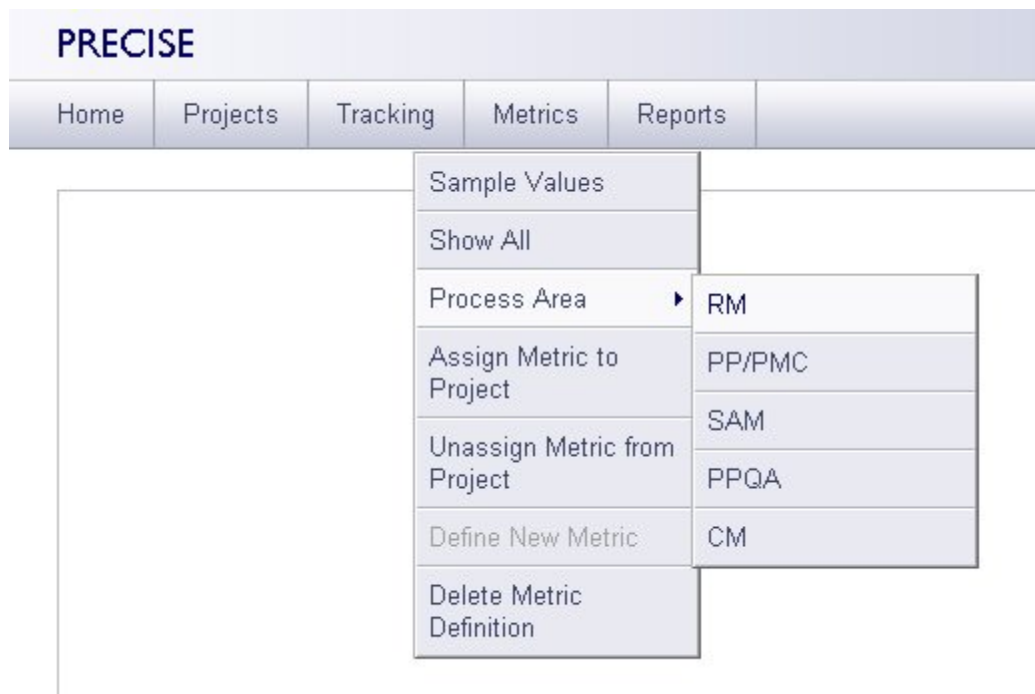 PRECISE
Home Projects Tracking Metrics Reports
Sample Values
Show All
Process Area
Assign Metric to
Project
Unassign Metric from
Project
Define New Metric
Delete Metric
Definition
RM
PP/PMC
SAM
PPQA
CM